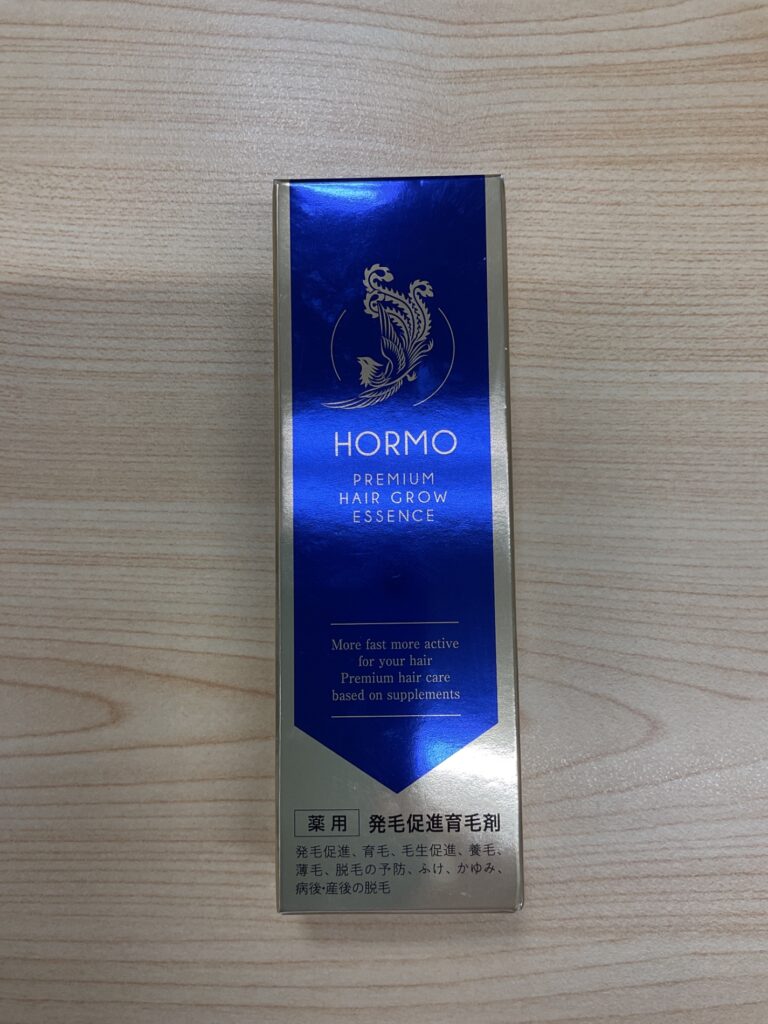 HORMO
PREMIUM
HAIR GROW
ESSENCE
More fast more active
for your hair
Premium hair care
based on supplements
薬用 発毛促進育毛剤
発毛促進、育毛、毛生促進、養毛、
薄毛、脱毛の予防、ふけ、かゆみ、
病後・産後の脱毛